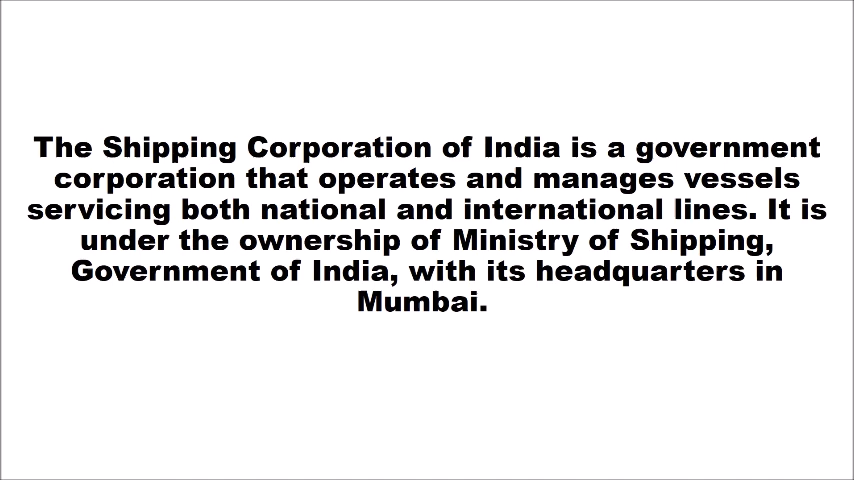 The Shipping Corporation of India is a government
corporation that operates and manages vessels
servicing both national and international lines. It is
under the ownership of Ministry of Shipping,
Government of India, with its headquarters in
Mumbai.